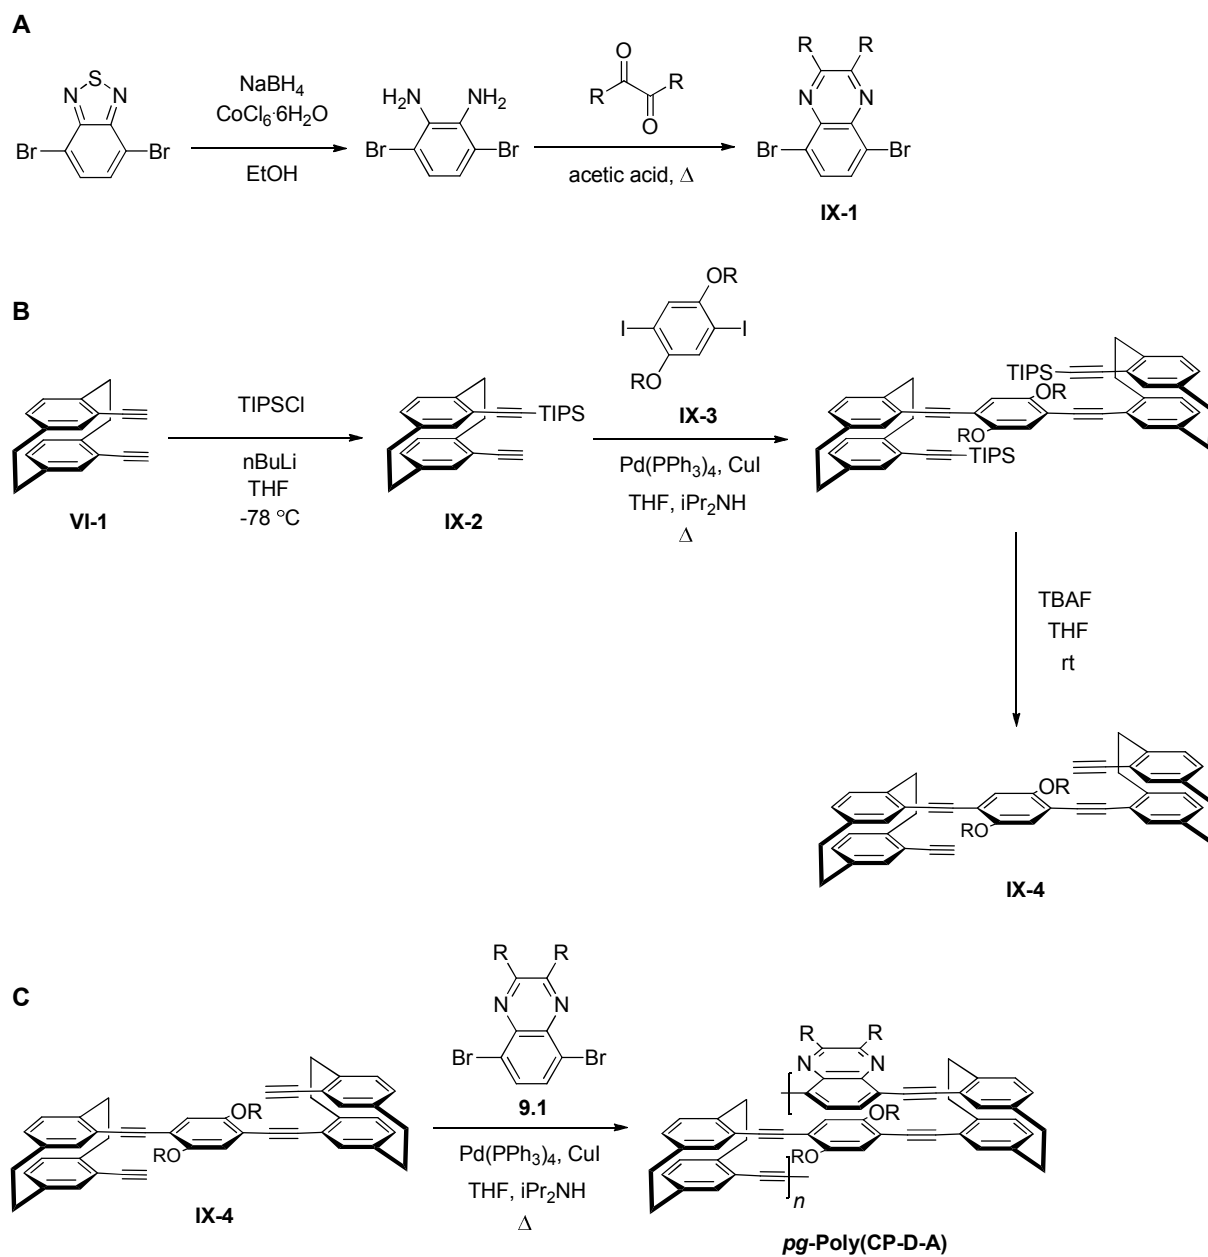 A
S
N N
Br Br
NaBH4
CoCl6·6H2O
EtOH
H2N NH2
Br Br
O
R R
O
acetic acid, Δ
R R
N N
Br Br
IX-1
B
VI-1
TIPSCl
nBuLi
THF
-78 °C
TIPS
IX-2
OR
I I
RO
IX-3
Pd(PPh3)4, CuI
THF, iPr2NH
Δ
TIPS
OR
RO
TIPS
TBAF
THF
rt
OR
RO
IX-4
C
OR
RO
IX-4
R R
N N
Br Br
9.1
Pd(PPh3)4, CuI
THF, iPr2NH
Δ
R R
N N
OR
RO
n
pg-Poly(CP-D-A)